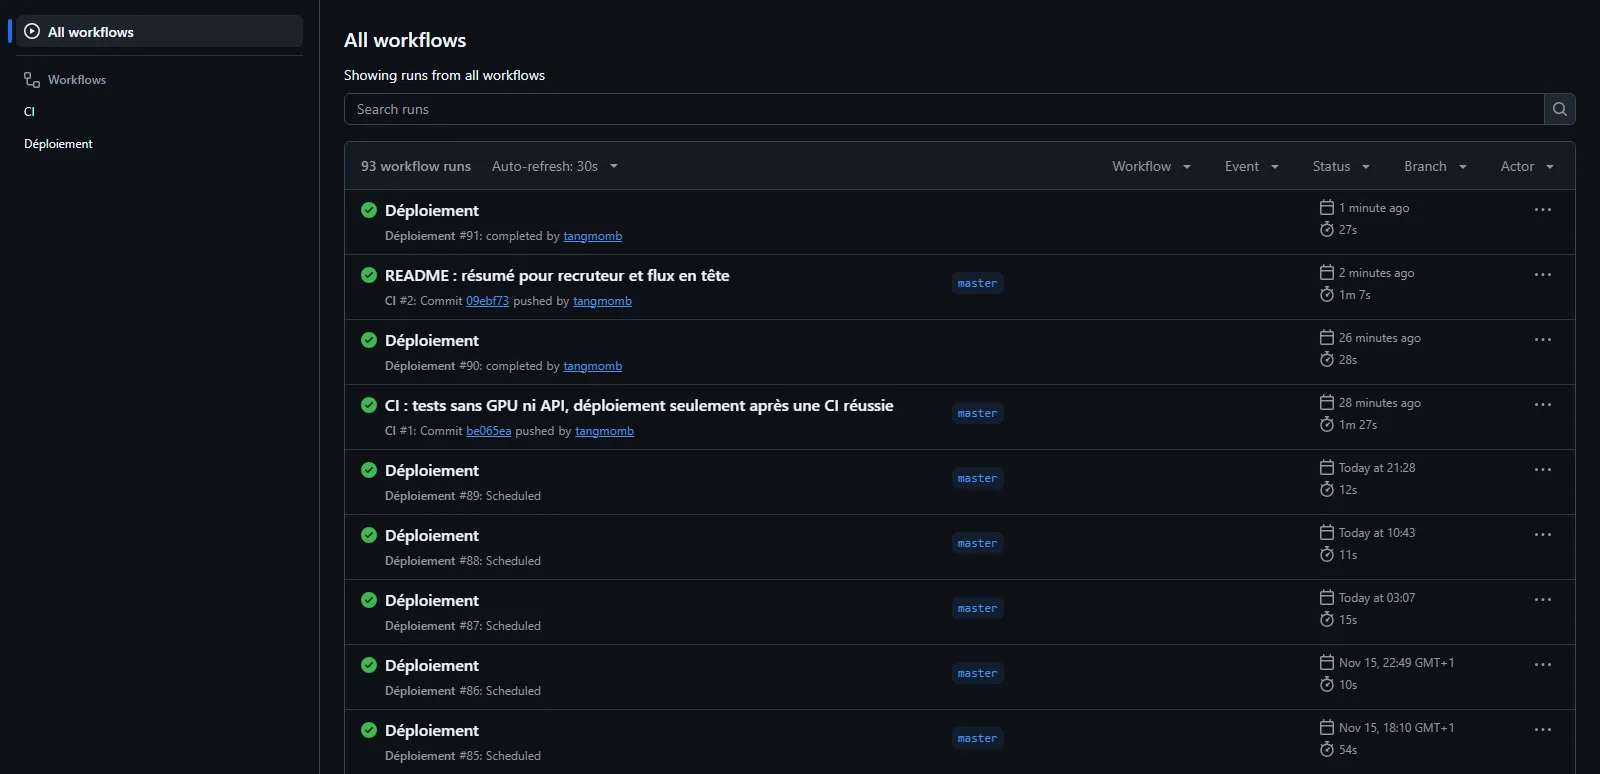 All workflows
Workflows
CI
Déploiement
All workflows
Showing runs from all workflows
Search runs
93 workflow runs Auto-refresh: 30s Workflow Event Status Branch Actor
Déploiement 1 minute ago
Déploiement #91: completed by tangmomb 27s
README : résumé pour recruteur et flux en tête master 2 minutes ago
CI #2: Commit 09ebf73 pushed by tangmomb 1m 7s
Déploiement 26 minutes ago
Déploiement #90: completed by tangmomb 28s
CI : tests sans GPU ni API, déploiement seulement après une CI réussie master 28 minutes ago
CI #1: Commit be065ea pushed by tangmomb 1m 27s
Déploiement master Today at 21:28
Déploiement #89: Scheduled 12s
Déploiement master Today at 10:43
Déploiement #88: Scheduled 11s
Déploiement master Today at 03:07
Déploiement #87: Scheduled 15s
Déploiement master Nov 15, 22:49 GMT+1
Déploiement #86: Scheduled 10s
Déploiement master Nov 15, 18:10 GMT+1
Déploiement #85: Scheduled 54s